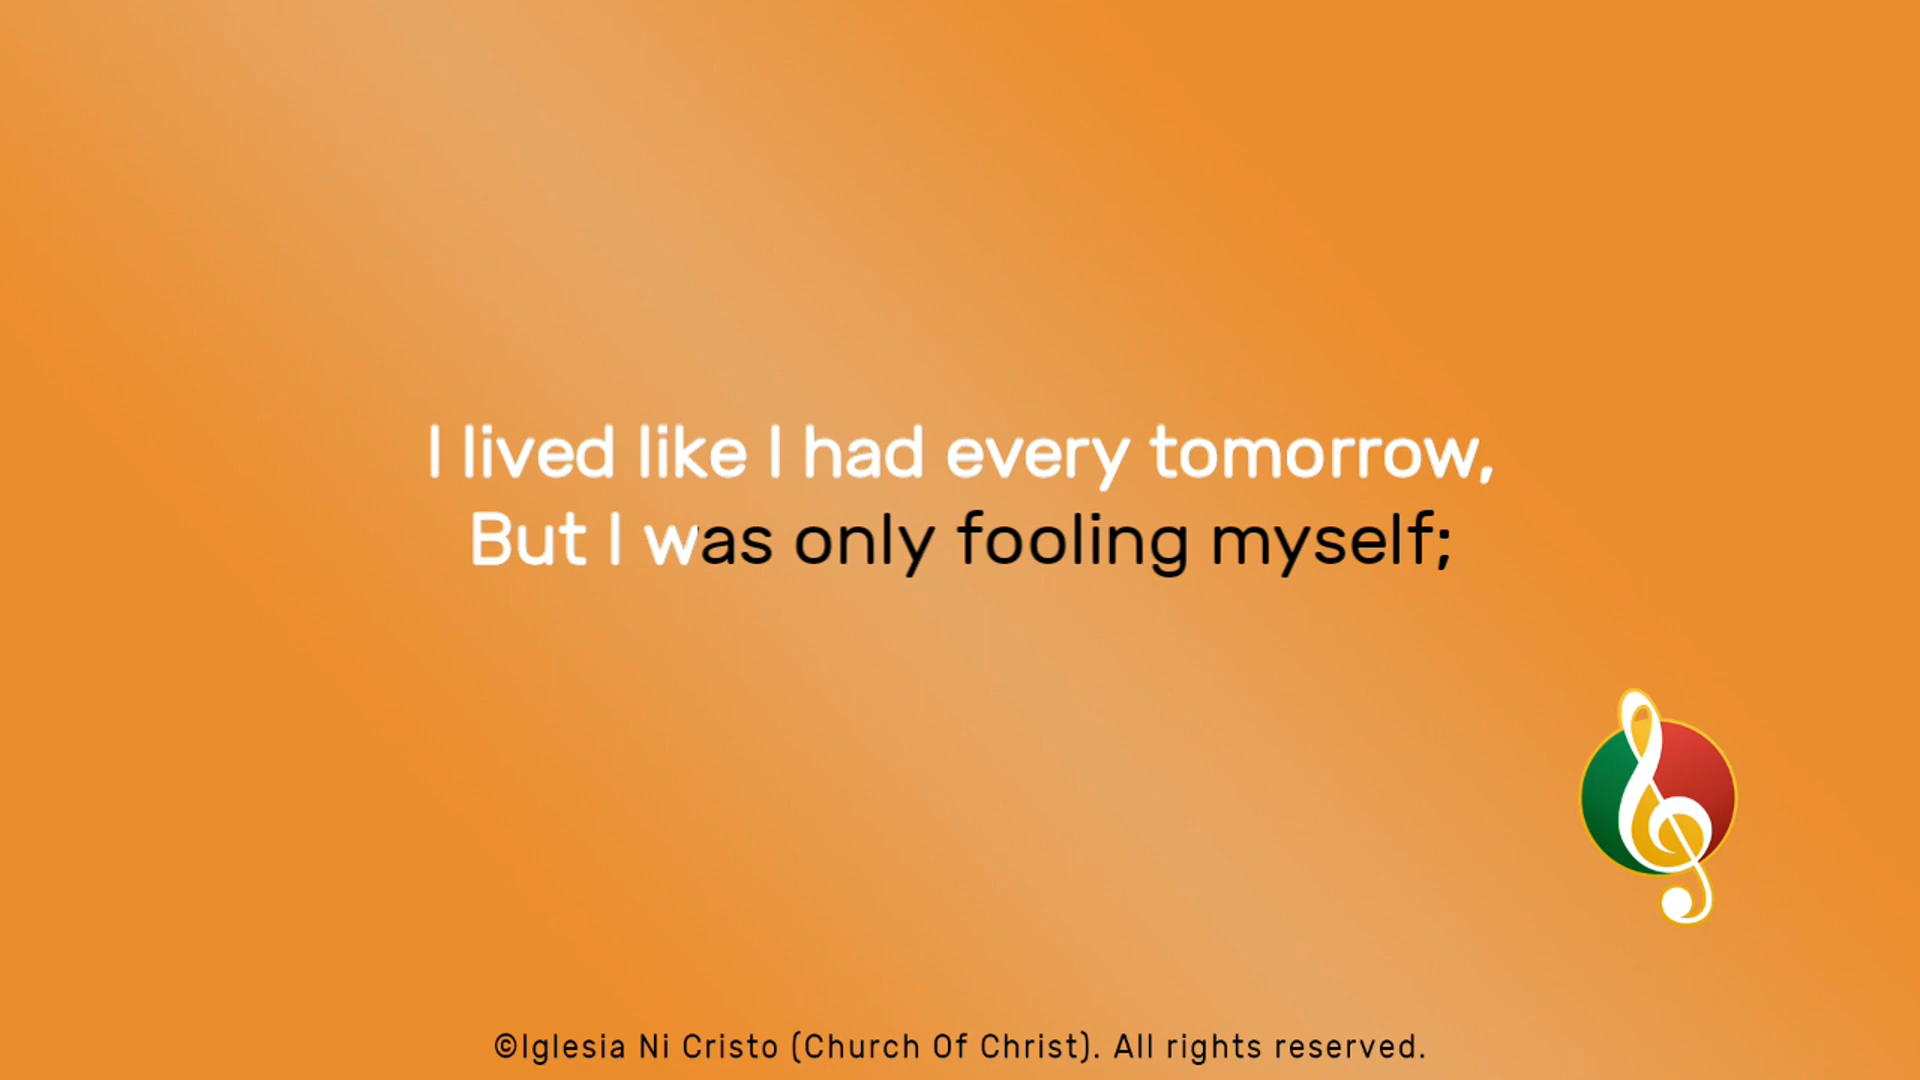 I lived like I had every tomorrow,
But I was only fooling myself;
©Iglesia Ni Cristo (Church Of Christ). All rights reserved.